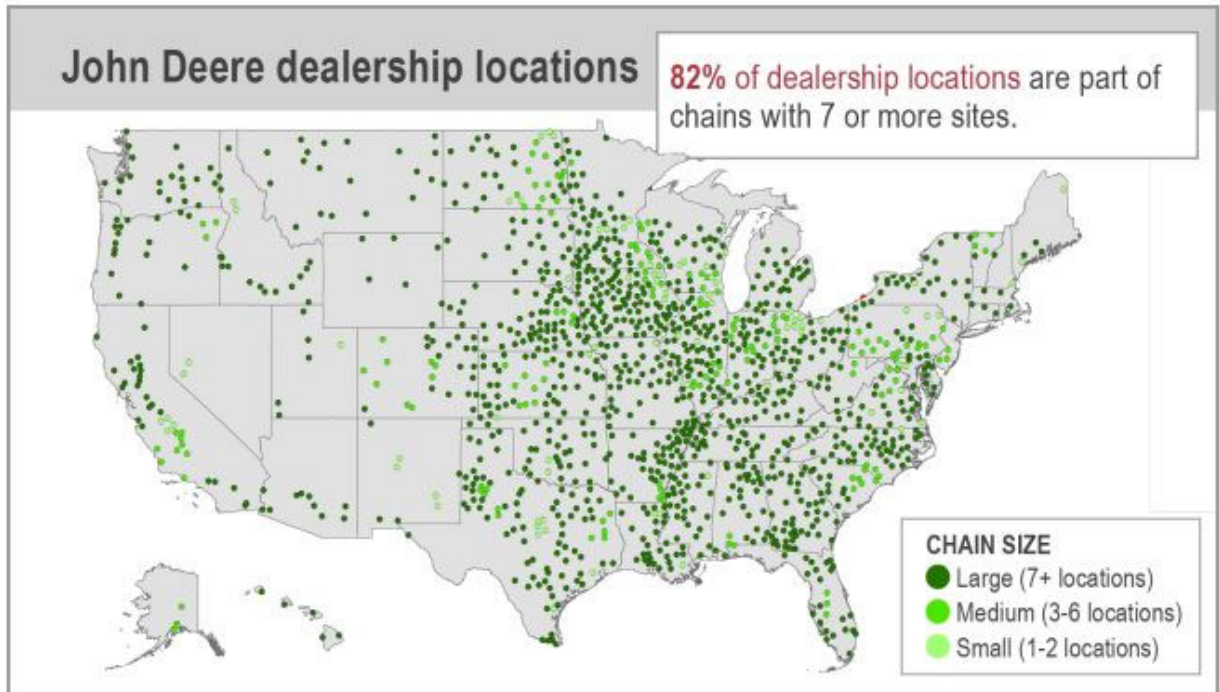 John Deere dealership locations
82% of dealership locations are part of
chains with 7 or more sites.
CHAIN SIZE
Large (7+ locations)
Medium (3-6 locations)
Small (1-2 locations)